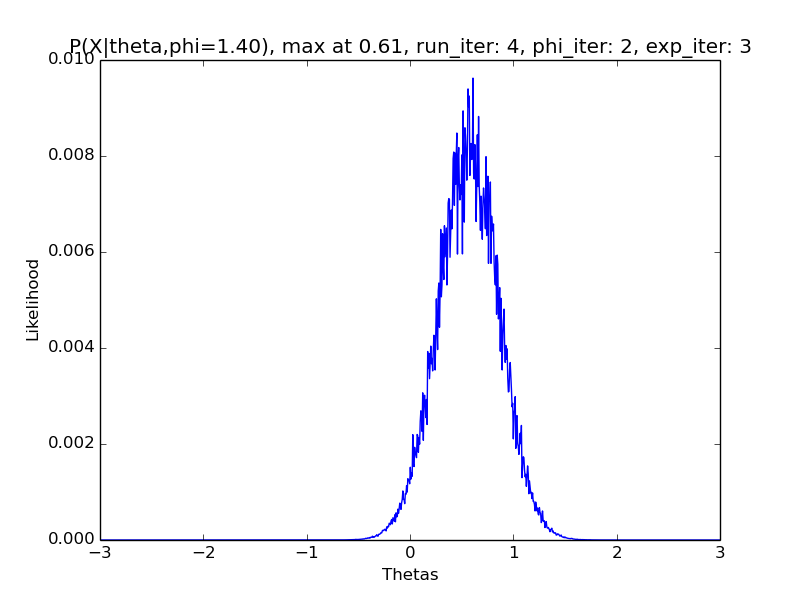 P(X|theta,phi=1.40), max at 0.61, run_iter: 4, phi_iter: 2, exp_iter: 3
0.010
0.008
0.006
0.004
0.002
0.000
Likelihood
−3 −2 −1 0 1 2 3
Thetas